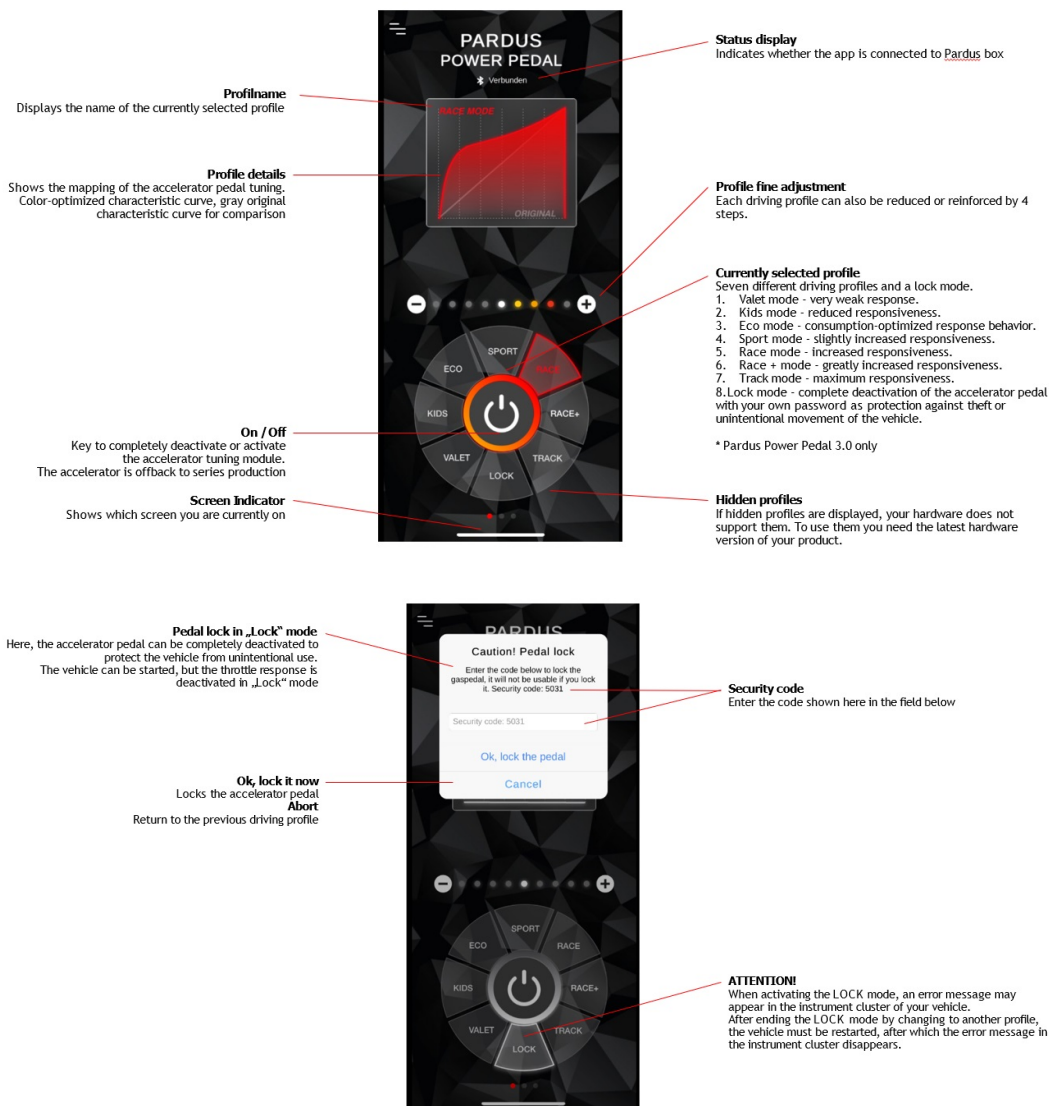 PARDUS
POWER PEDAL
Verbunden
Status display
Indicates whether the app is connected to Pardus box
Profilname
Displays the name of the currently selected profile
RACE MODE
Profile details
Shows the mapping of the accelerator pedal tuning.
Color-optimized characteristic curve, gray original
characteristic curve for comparison
ORIGINAL
Profile fine adjustment
Each driving profile can also be reduced or reinforced by 4
steps.
Currently selected profile
Seven different driving profiles and a lock mode.
1. Valet mode - very weak response.
2. Kids mode - reduced responsiveness.
3. Eco mode - consumption-optimized response behavior.
4. Sport mode - slightly increased responsiveness.
5. Race mode - increased responsiveness.
6. Race + mode - greatly increased responsiveness.
7. Track mode - maximum responsiveness.
8.Lock mode - complete deactivation of the accelerator pedal
with your own password as protection against theft or
unintentional movement of the vehicle.
* Pardus Power Pedal 3.0 only
SPORT
ECO
RACE
KIDS
RACE+
VALET
TRACK
LOCK
On / Off
Key to completely deactivate or activate
the accelerator tuning module.
The accelerator is offback to series production
Screen Indicator
Shows which screen you are currently on
Hidden profiles
If hidden profiles are displayed, your hardware does not
support them. To use them you need the latest hardware
version of your product.
Pedal lock in „Lock“ mode
Here, the accelerator pedal can be completely deactivated to
protect the vehicle from unintentional use.
The vehicle can be started, but the throttle response is
deactivated in „Lock“ mode
PARDUS
Caution! Pedal lock
Enter the code below to lock the
gaspedal, it will not be usable if you lock
it. Security code: 5031
Security code: 5031
Ok, lock the pedal
Cancel
Security code
Enter the code shown here in the field below
Ok, lock it now
Locks the accelerator pedal
Abort
Return to the previous driving profile
SPORT
ECO
RACE
KIDS
RACE+
VALET
TRACK
LOCK
ATTENTION!
When activating the LOCK mode, an error message may
appear in the instrument cluster of your vehicle.
After ending the LOCK mode by changing to another profile,
the vehicle must be restarted, after which the error message in
the instrument cluster disappears.